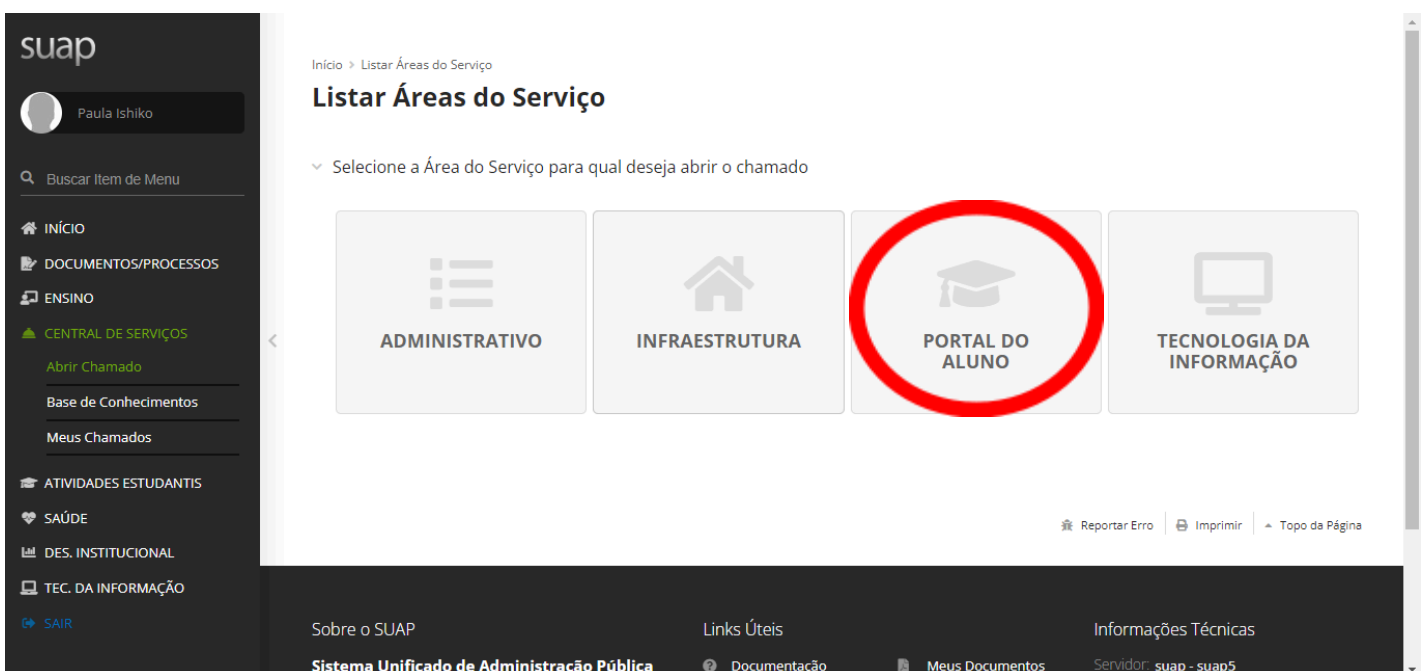 suap
Paula Ishiko
Buscar Item de Menu
INÍCIO
DOCUMENTOS/PROCESSOS
ENSINO
CENTRAL DE SERVIÇOS
Abrir Chamado
Base de Conhecimentos
Meus Chamados
ATIVIDADES ESTUDANTIS
SAÚDE
DES. INSTITUCIONAL
TEC. DA INFORMAÇÃO
SAIR
Início > Listar Áreas do Serviço
Listar Áreas do Serviço
Selecione a Área do Serviço para qual deseja abrir o chamado
ADMINISTRATIVO
INFRAESTRUTURA
PORTAL DO
ALUNO
TECNOLOGIA DA
INFORMAÇÃO
Reportar Erro
Imprimir
Topo da Página
Sobre o SUAP
Sistema Unificado de Administração Pública
Links Úteis
Documentação
Meus Documentos
Informações Técnicas
Servidor: suap - suap5